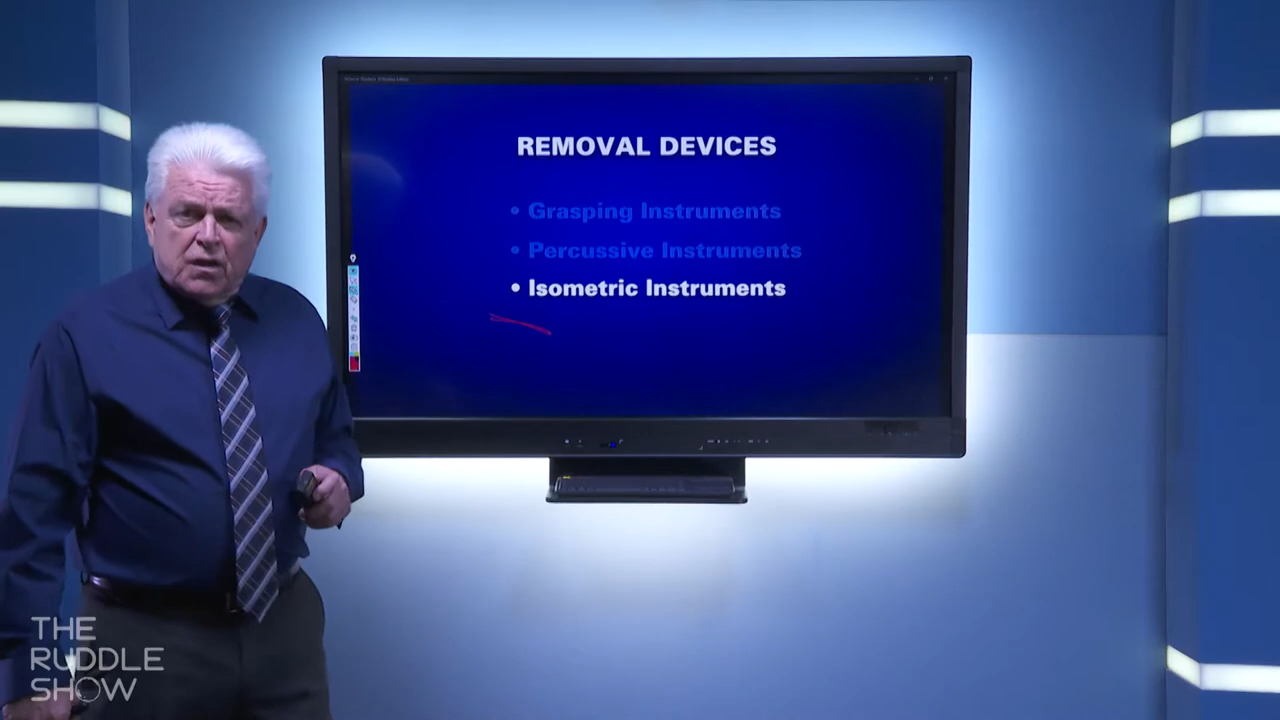 REMOVAL DEVICES
• Grasping Instruments
• Percussive Instruments
• Isometric Instruments
THE
RUDDLE
SHOW